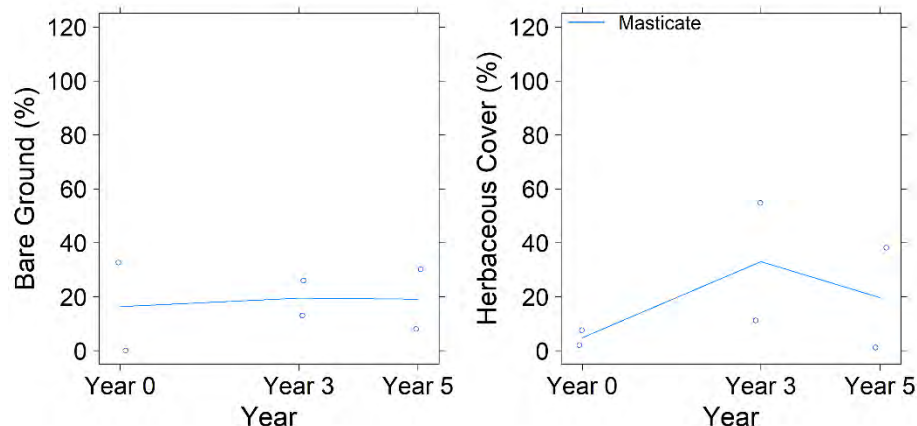 Bare Ground (%)
120
100
80
60
40
20
0
Year 0
Year 3
Year 5
Year
Herbaceous Cover (%)
Masticate
120
100
80
60
40
20
0
Year 0
Year 3
Year 5
Year